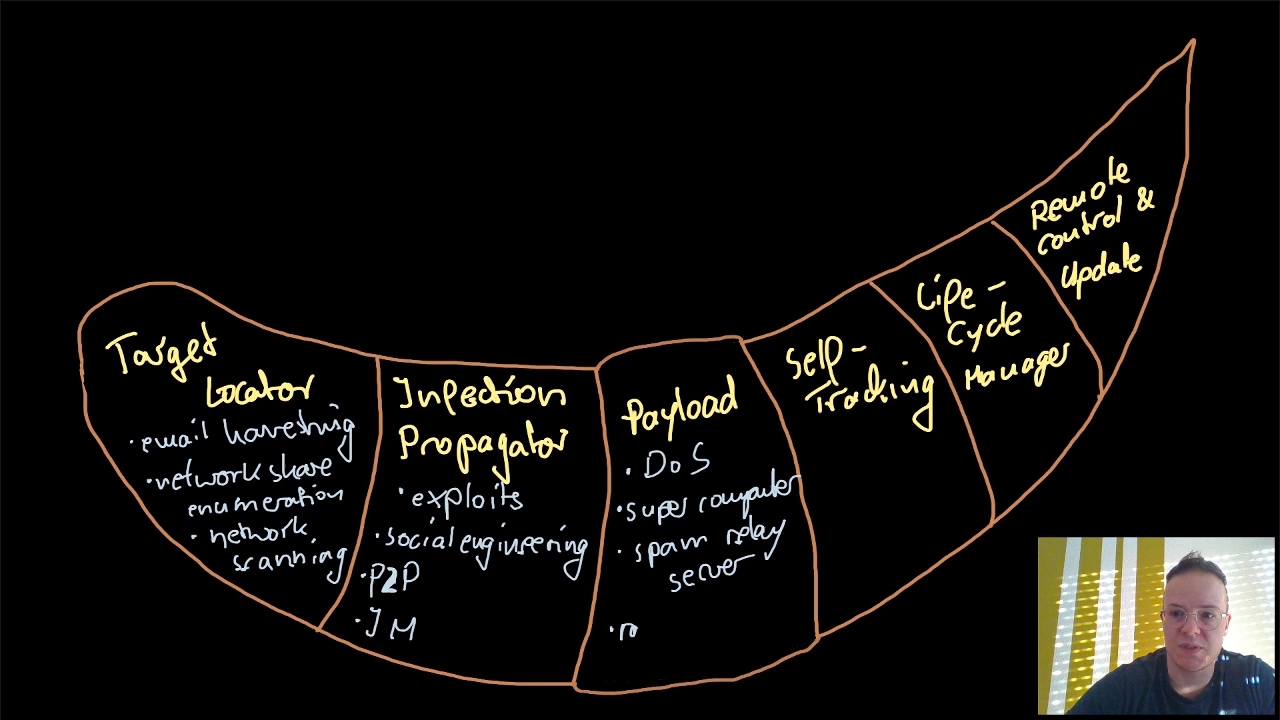 Target
Locator
• email harvesting
• network share
enumeration
• network
scanning
Infection
Propagator
• exploits
• social engineering
• P2P
• IM
Payload
• DoS
• super computer
• spam relay
server
Self-
Tracking
Life-
Cycle
Manager
Remote
control &
Update